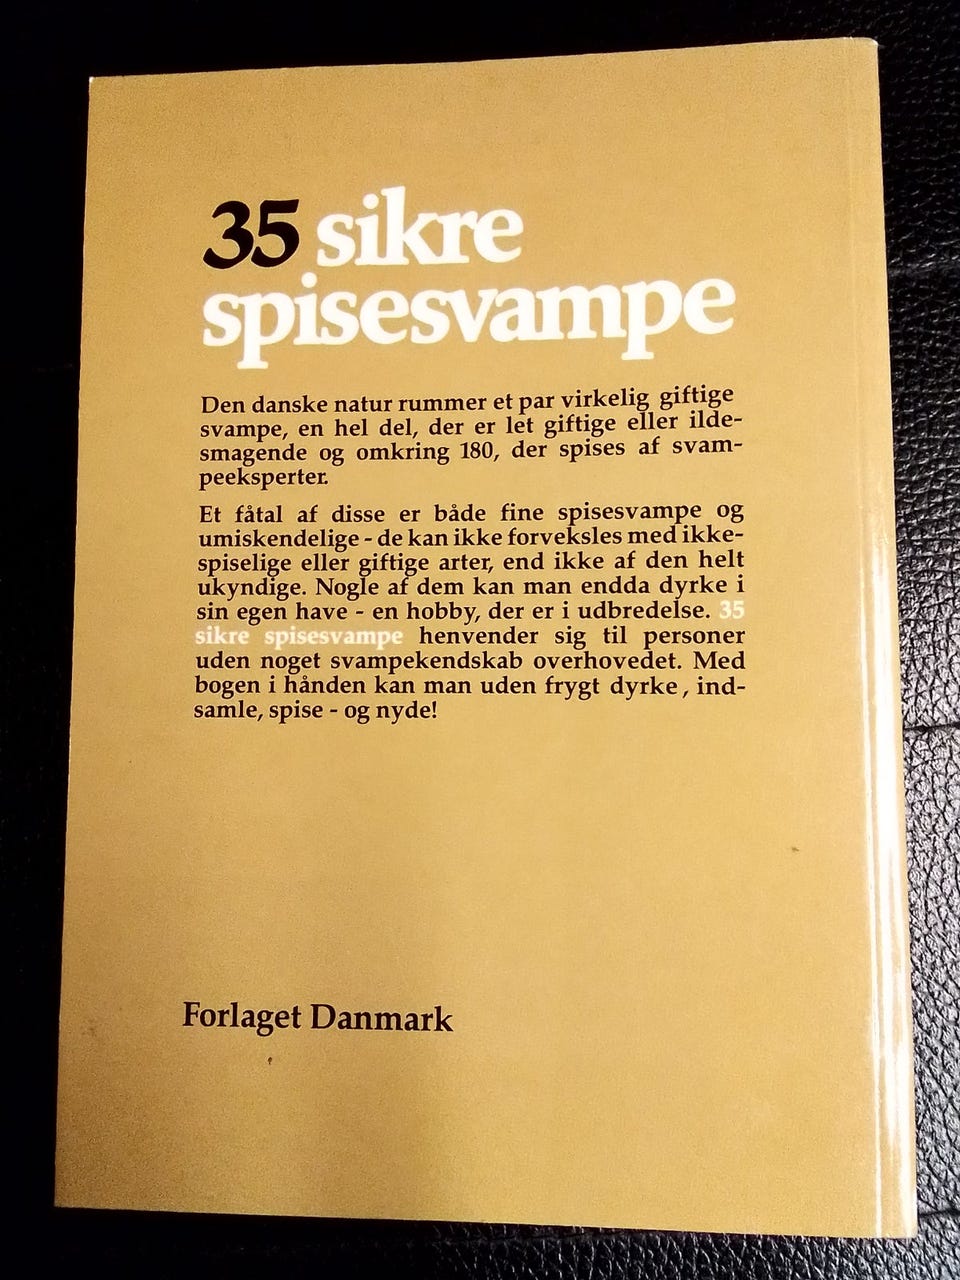 35 sikre
spisesvampe
Den danske natur rummer et par virkelig giftige
svampe, en hel del, der er let giftige eller ilde-
smagende og omkring 180, der spises af svam-
peeksperter.
Et fåtal af disse er både fine spisesvampe og
umiskendelige - de kan ikke forveksles med ikke-
spiselige eller giftige arter, end ikke af den helt
ukyndige. Nogle af dem kan man endda dyrke i
sin egen have - en hobby, der er i udbredelse. 35
sikre spisesvampe henvender sig til personer
uden noget svampekendskab overhovedet. Med
bogen i hånden kan man uden frygt dyrke, ind-
samle, spise - og nyde!
Forlaget Danmark